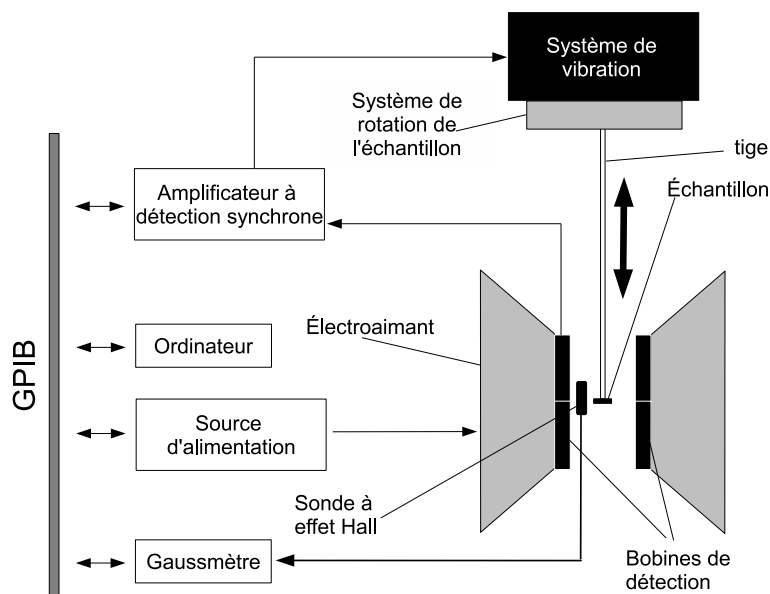 Système de
vibration
Système de
rotation de
l'échantillon
tige
Amplificateur à
détection synchrone
Échantillon
GPIB
Électroaimant
Ordinateur
Source
d'alimentation
Sonde à
effet Hall
Gaussmètre
Bobines de
détection